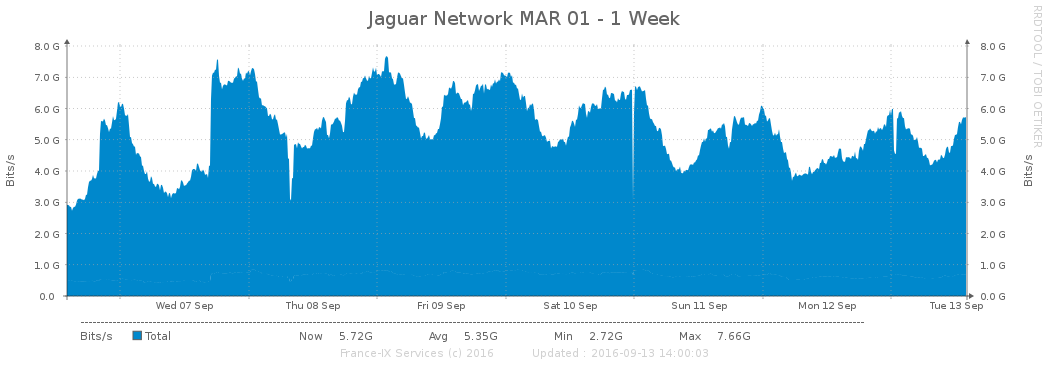 Jaguar Network MAR 01 - 1 Week
RRDTOOL / TOBI OETIKER
Bits/s
8.0 G 8.0 G
7.0 G 7.0 G
6.0 G 6.0 G
5.0 G 5.0 G
4.0 G 4.0 G
3.0 G 3.0 G
2.0 G 2.0 G
1.0 G 1.0 G
0.0 0.0 G
Bits/s
Wed 07 Sep Thu 08 Sep Fri 09 Sep Sat 10 Sep Sun 11 Sep Mon 12 Sep Tue 13 Sep
Bits/s Total Now 5.72G Avg 5.35G Min 2.72G Max 7.66G
France-IX Services (c) 2016 Updated : 2016-09-13 14:00:03